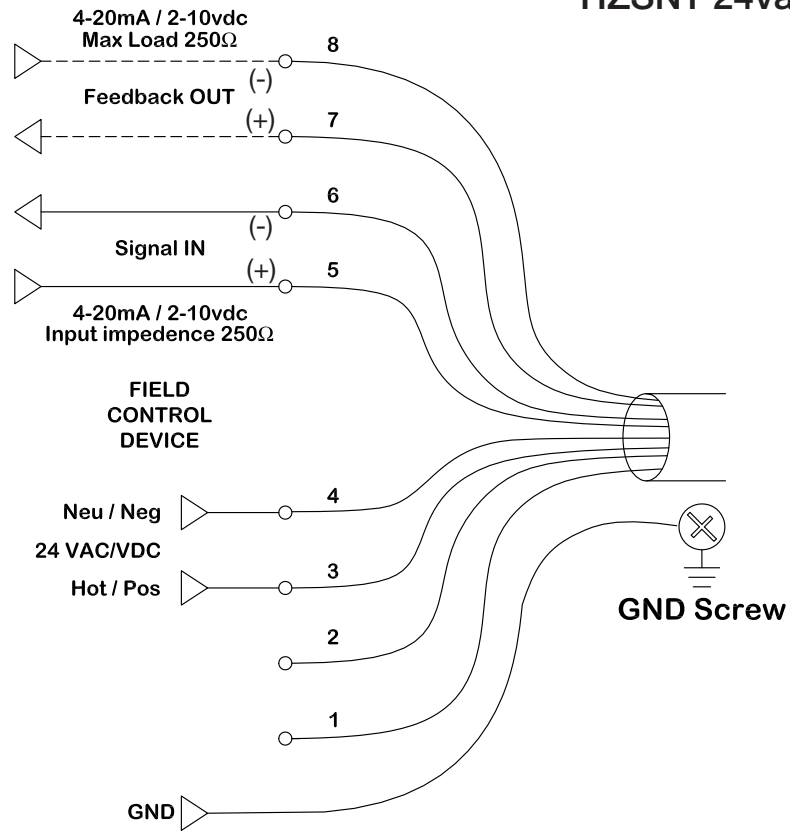 4-20mA / 2-10vdc
Max Load 250Ω
8
(-)
Feedback OUT
(+)
7
6
(-)
Signal IN
(+)
5
4-20mA / 2-10vdc
Input impedence 250Ω
FIELD
CONTROL
DEVICE
Neu / Neg
4
24 VAC/VDC
Hot / Pos
3
2
1
GND
GND Screw